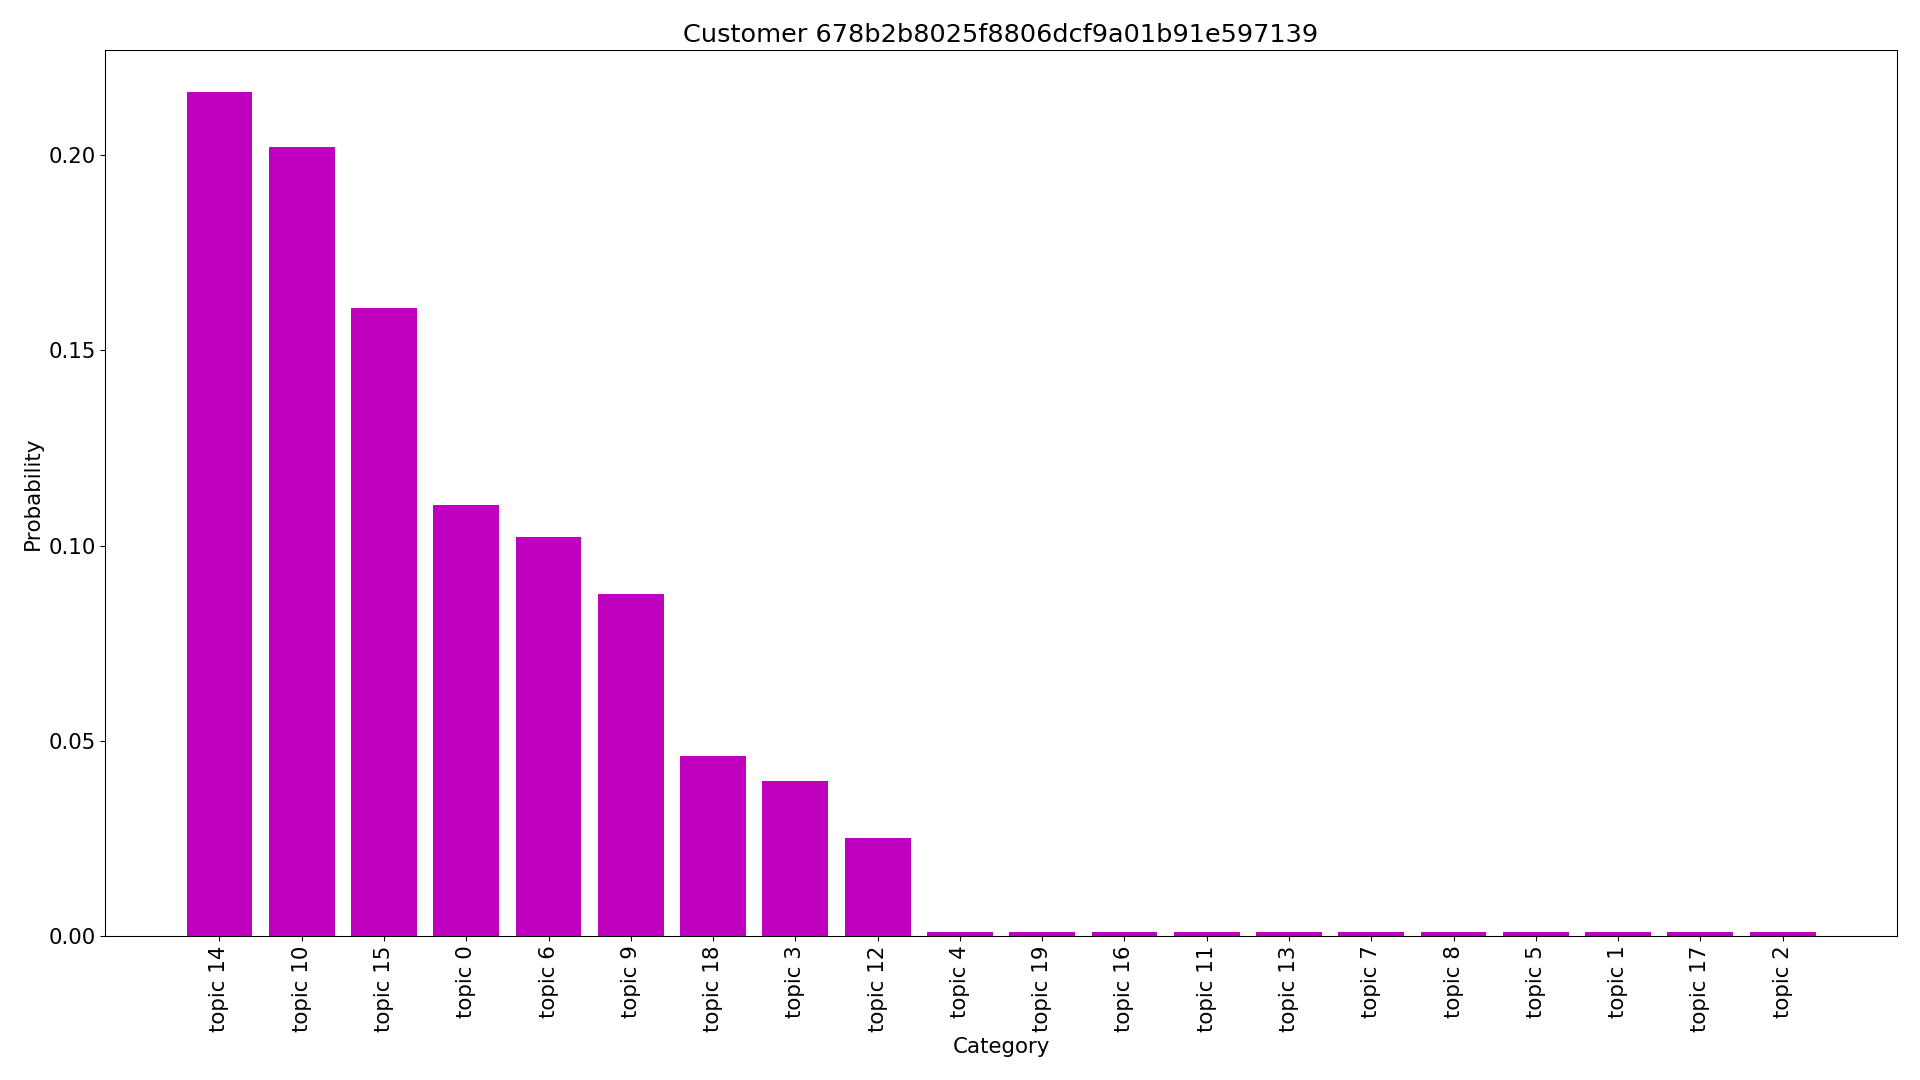 Customer 678b2b8025f8806dcf9a01b91e597139
Probability
0.20
0.15
0.10
0.05
0.00
topic 14
topic 10
topic 15
topic 0
topic 6
topic 9
topic 18
topic 3
topic 12
topic 4
topic 19
topic 16
topic 11
topic 13
topic 7
topic 8
topic 5
topic 1
topic 17
topic 2
Category